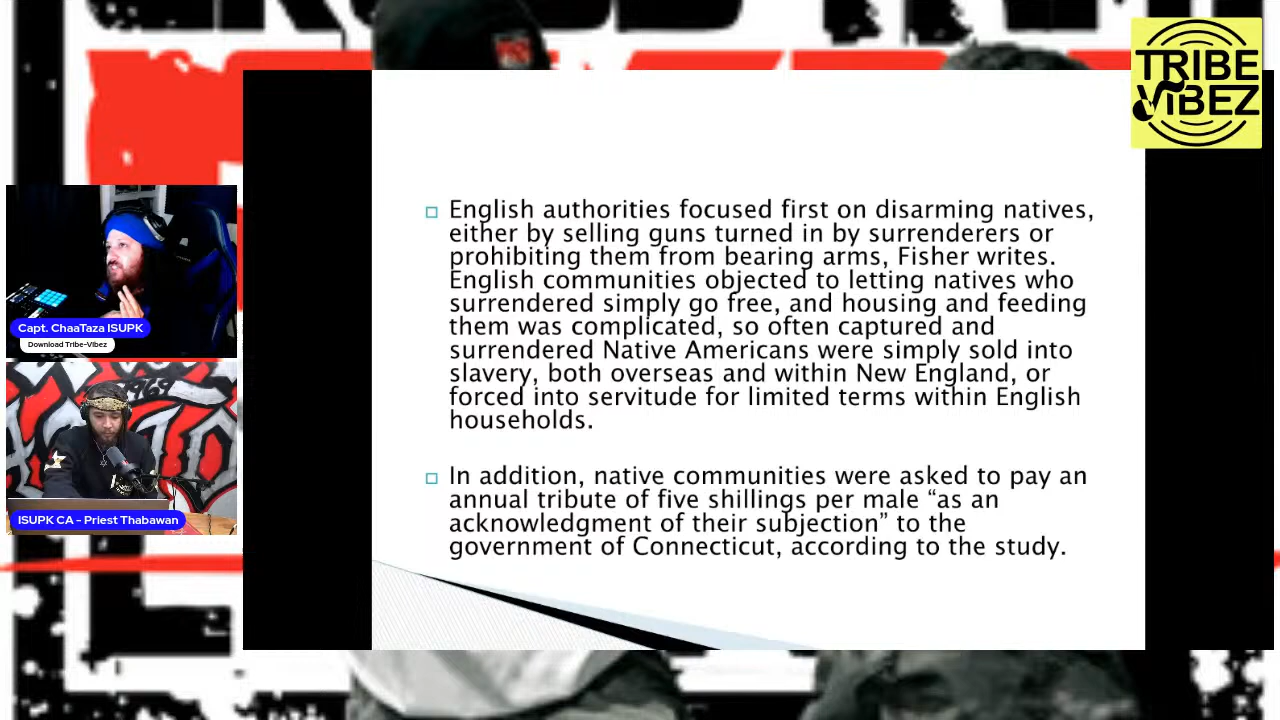 TRIBE
VIBEZ
English authorities focused first on disarming natives,
either by selling guns turned in by surrenderers or
prohibiting them from bearing arms, Fisher writes.
English communities objected to letting natives who
surrendered simply go free, and housing and feeding
them was complicated, so often captured and
surrendered Native Americans were simply sold into
slavery, both overseas and within New England, or
forced into servitude for limited terms within English
households.
In addition, native communities were asked to pay an
annual tribute of five shillings per male “as an
acknowledgment of their subjection” to the
government of Connecticut, according to the study.
Capt. ChaaTaza ISUPK
Download Tribe-Vibez
1969
ISUPK CA - Priest Thabawan